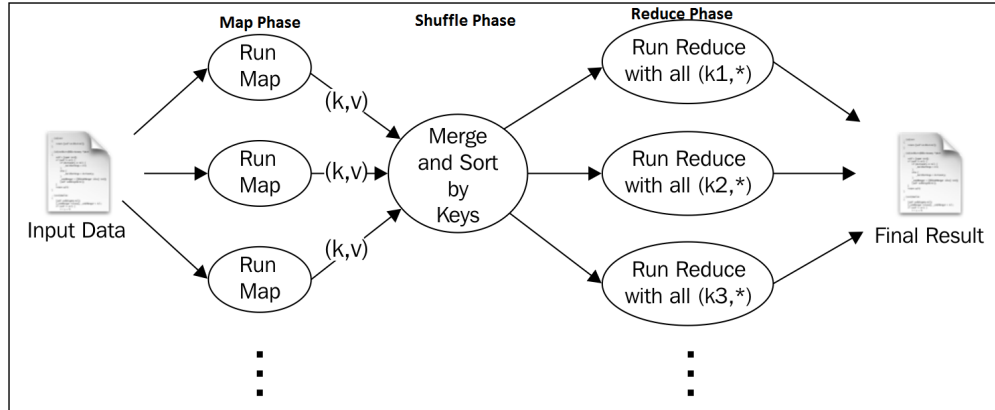 Map Phase
Shuffle Phase
Reduce Phase
Run
Map
(k,v)
Run
Map
(k,v)
Run
Map
(k,v)
Input Data
Merge
and Sort
by
Keys
Run Reduce
with all (k1,*)
Run Reduce
with all (k2,*)
Run Reduce
with all (k3,*)
Final Result